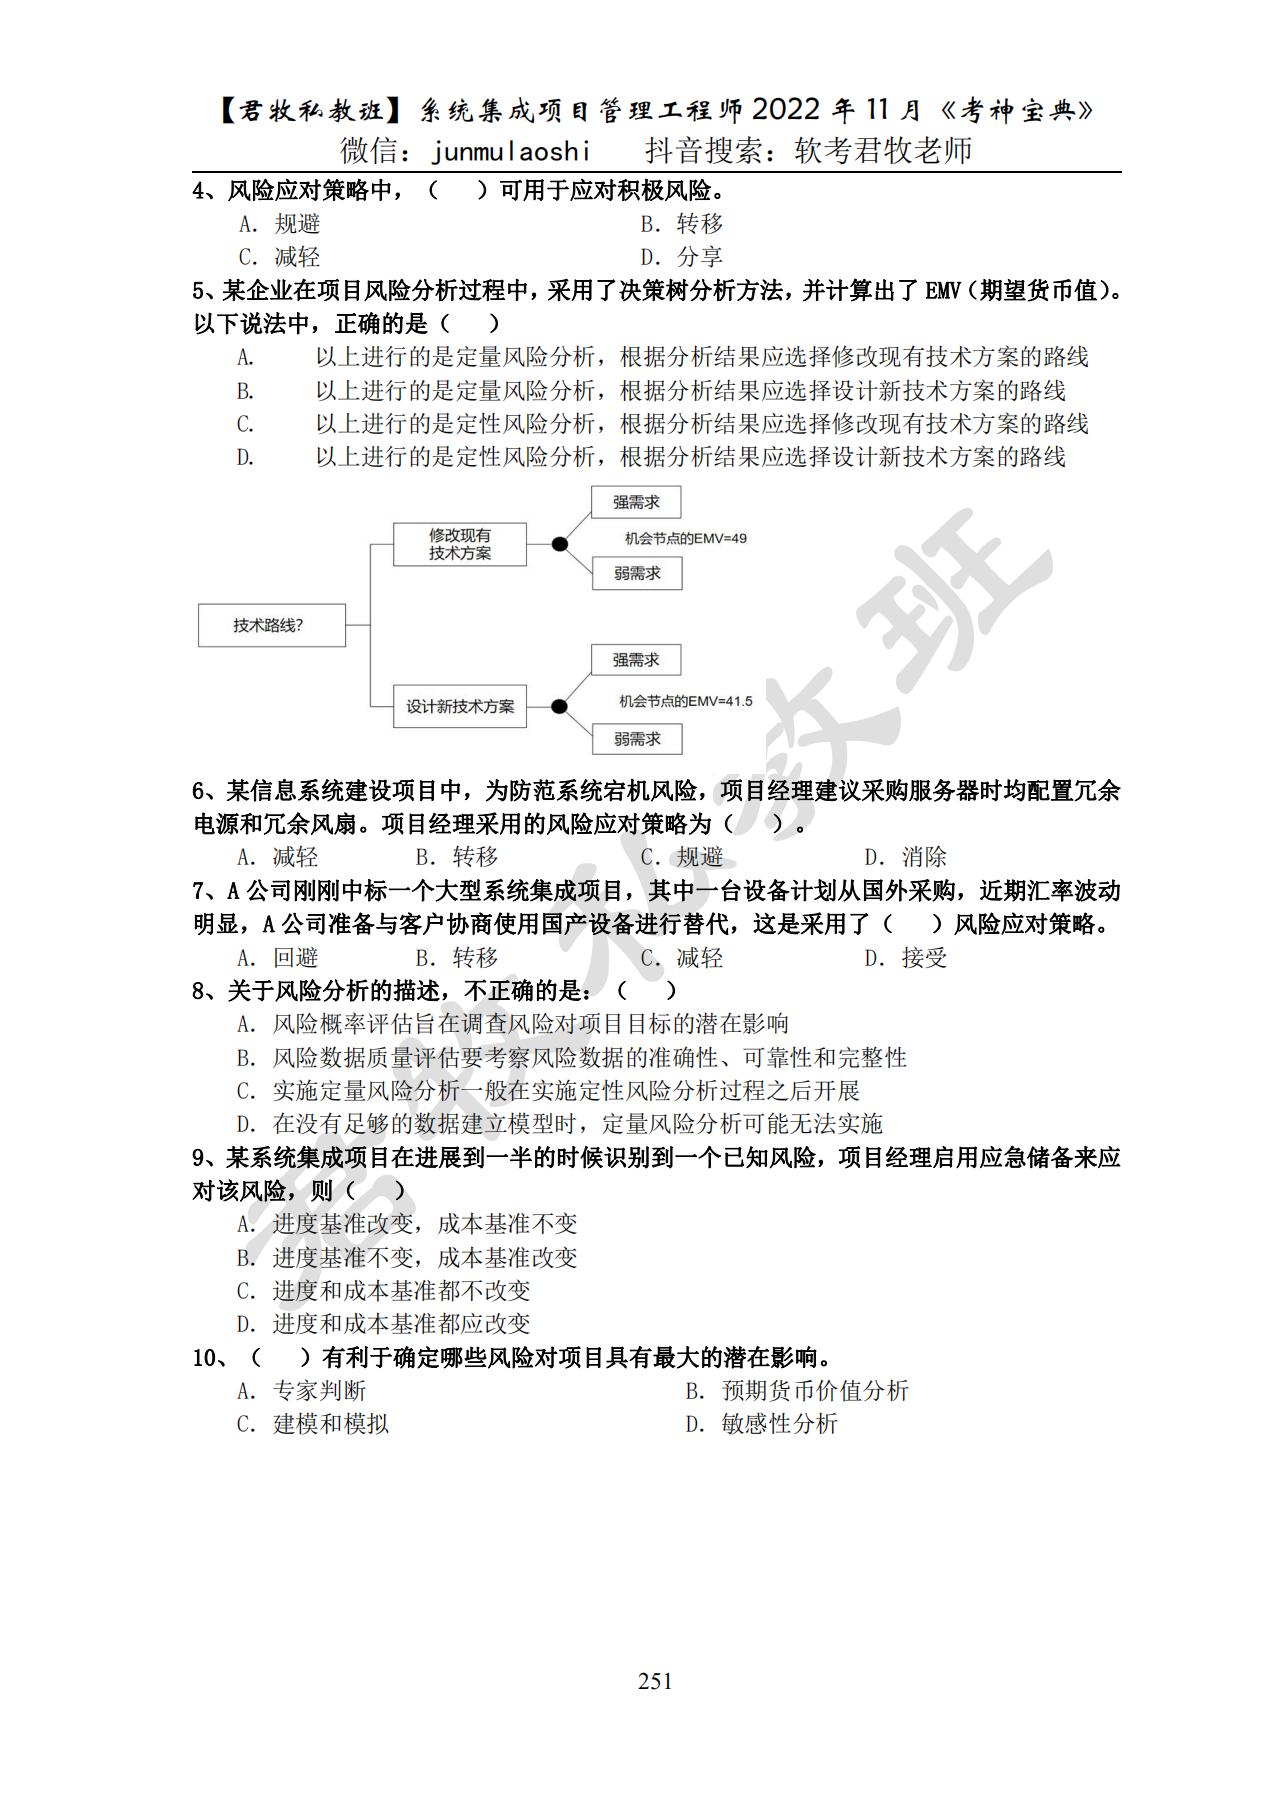 【君牧私教班】系统集成项目管理工程师 2022 年 11 月《考神宝典》
微信：junmulaoshi 抖音搜索：软考君牧老师
4、风险应对策略中，（ ）可用于应对积极风险。
A．规避 B．转移
C．减轻 D．分享
5、某企业在项目风险分析过程中，采用了决策树分析方法，并计算出了 EMV（期望货币值）。
以下说法中，正确的是（ ）
A. 以上进行的是定量风险分析，根据分析结果应选择修改现有技术方案的路线
B. 以上进行的是定量风险分析，根据分析结果应选择设计新技术方案的路线
C. 以上进行的是定性风险分析，根据分析结果应选择修改现有技术方案的路线
D. 以上进行的是定性风险分析，根据分析结果应选择设计新技术方案的路线
强需求
修改现有
技术方案
机会节点的EMV=49
弱需求
技术路线？
强需求
设计新技术方案
机会节点的EMV=41.5
弱需求
6、某信息系统建设项目中，为防范系统宕机风险，项目经理建议采购服务器时均配置冗余
电源和冗余风扇。项目经理采用的风险应对策略为（ ）。
A．减轻 B．转移 C．规避 D．消除
7、A 公司刚刚中标一个大型系统集成项目，其中一台设备计划从国外采购，近期汇率波动
明显，A 公司准备与客户协商使用国产设备进行替代，这是采用了（ ）风险应对策略。
A．回避 B．转移 C．减轻 D．接受
8、关于风险分析的描述，不正确的是：（ ）
A．风险概率评估旨在调查风险对项目目标的潜在影响
B．风险数据质量评估要考察风险数据的准确性、可靠性和完整性
C．实施定量风险分析一般在实施定性风险分析过程之后开展
D．在没有足够的数据建立模型时，定量风险分析可能无法实施
9、某系统集成项目在进展到一半的时候识别到一个已知风险，项目经理启用应急储备来应
对该风险，则（ ）
A．进度基准改变，成本基准不变
B．进度基准不变，成本基准改变
C．进度和成本基准都不改变
D．进度和成本基准都应改变
10、（ ）有利于确定哪些风险对项目具有最大的潜在影响。
A．专家判断 B．预期货币价值分析
C．建模和模拟 D．敏感性分析
君牧私教班
251